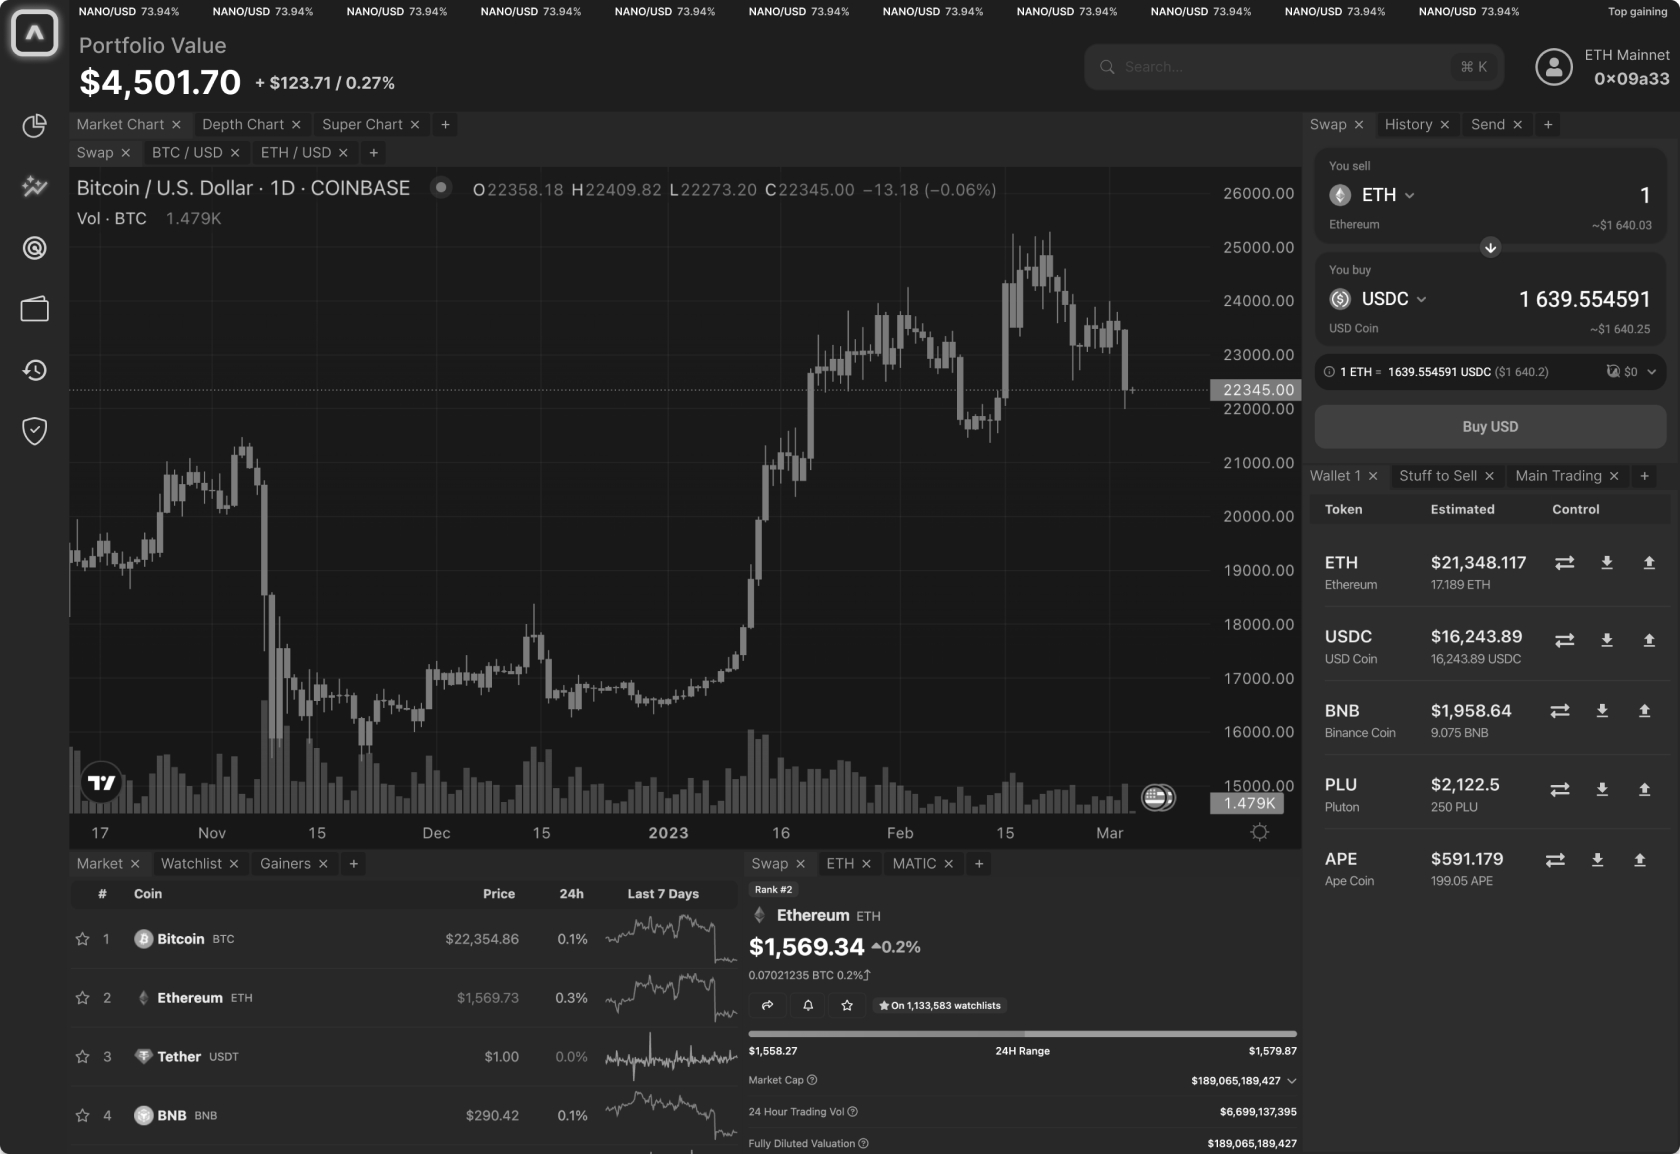 NANO/USD 73.94% NANO/USD 73.94% NANO/USD 73.94% NANO/USD 73.94% NANO/USD 73.94% NANO/USD 73.94% NANO/USD 73.94% NANO/USD 73.94% NANO/USD 73.94% NANO/USD 73.94% NANO/USD 73.94% Top gaining
Portfolio Value
$4,501.70 + $123.71 / 0.27%
Search... ⌘ K
ETH Mainnet
0×09a33
Market Chart × Depth Chart × Super Chart × +
Swap × BTC / USD × ETH / USD × +
Bitcoin / U.S. Dollar · 1D · COINBASE O22358.18 H22409.82 L22273.20 C22345.00 −13.18 (−0.06%)
Vol · BTC 1.479K
26000.00
25000.00
24000.00
23000.00
22345.00
22000.00
21000.00
20000.00
19000.00
18000.00
17000.00
16000.00
15000.00
1.479K
17 Nov 15 Dec 15 2023 16 Feb 15 Mar
Swap × History × Send × +
You sell
ETH 1
Ethereum ~$1 640.03
You buy
USDC 1 639.554591
USD Coin ~$1 640.25
1 ETH = 1639.554591 USDC ($1 640.2) $0
Buy USD
Wallet 1 × Stuff to Sell × Main Trading × +
Token Estimated Control
ETH $21,348.117
Ethereum 17.189 ETH
USDC $16,243.89
USD Coin 16,243.89 USDC
BNB $1,958.64
Binance Coin 9.075 BNB
PLU $2,122.5
Pluton 250 PLU
APE $591.179
Ape Coin 199.05 APE
Market × Watchlist × Gainers × +
# Coin Price 24h Last 7 Days
1 Bitcoin BTC $22,354.86 0.1%
2 Ethereum ETH $1,569.73 0.3%
3 Tether USDT $1.00 0.0%
4 BNB BNB $290.42 0.1%
Swap × ETH × MATIC × +
Rank #2
Ethereum ETH
$1,569.34 0.2%
0.07021235 BTC 0.2%
On 1,133,583 watchlists
$1,558.27 24H Range $1,579.87
Market Cap $189,065,189,427
24 Hour Trading Vol $6,699,137,395
Fully Diluted Valuation $189,065,189,427